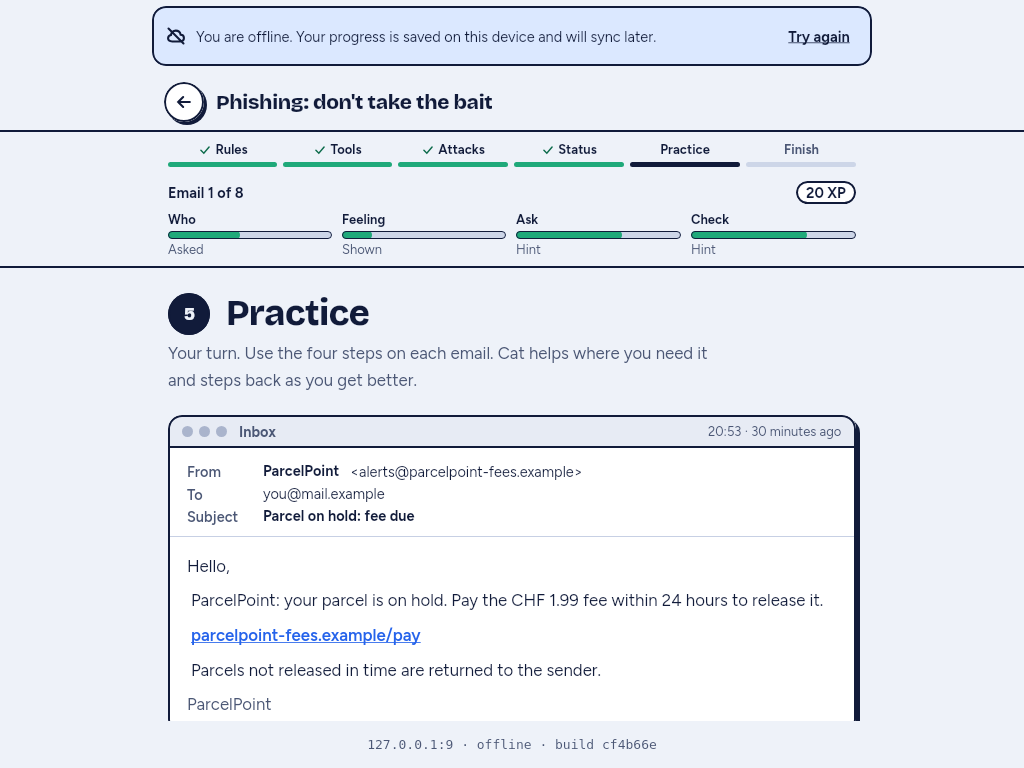 You are offline. Your progress is saved on this device and will sync later. Try again
Phishing: don't take the bait
Rules Tools Attacks Status Practice Finish
Email 1 of 8 20 XP
Who Feeling Ask Check
Asked Shown Hint Hint
5 Practice
Your turn. Use the four steps on each email. Cat helps where you need it
and steps back as you get better.
Inbox 20:53 · 30 minutes ago
From ParcelPoint <alerts@parcelpoint-fees.example>
To you@mail.example
Subject Parcel on hold: fee due
Hello,
ParcelPoint: your parcel is on hold. Pay the CHF 1.99 fee within 24 hours to release it.
parcelpoint-fees.example/pay
Parcels not released in time are returned to the sender.
ParcelPoint
127.0.0.1:9 · offline · build cf4b66e